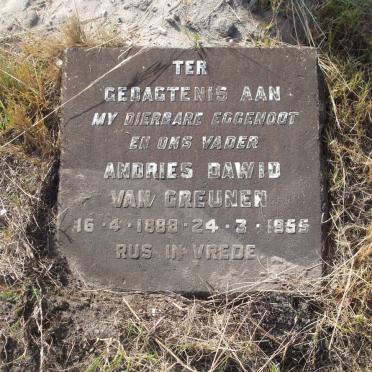 TER
GEDAGTENIS AAN
MY DIERBARE EGGENOOT
EN ONS VADER
ANDRIES DAWID
VAN GREUNEN
16-4-1888-24-3-1955
RUS IN VREDE